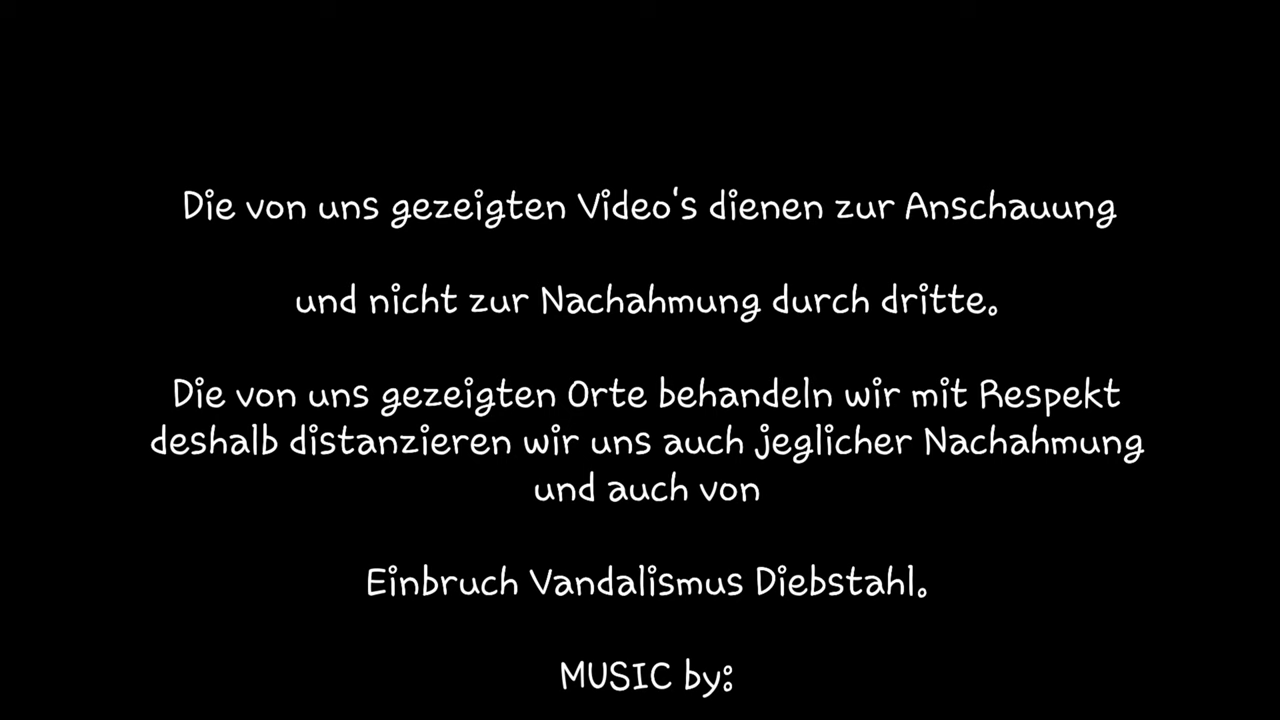 Die von uns gezeigten Video's dienen zur Anschauung
und nicht zur Nachahmung durch dritte.
Die von uns gezeigten Orte behandeln wir mit Respekt
deshalb distanzieren wir uns auch jeglicher Nachahmung
und auch von
Einbruch Vandalismus Diebstahl.
MUSIC by: